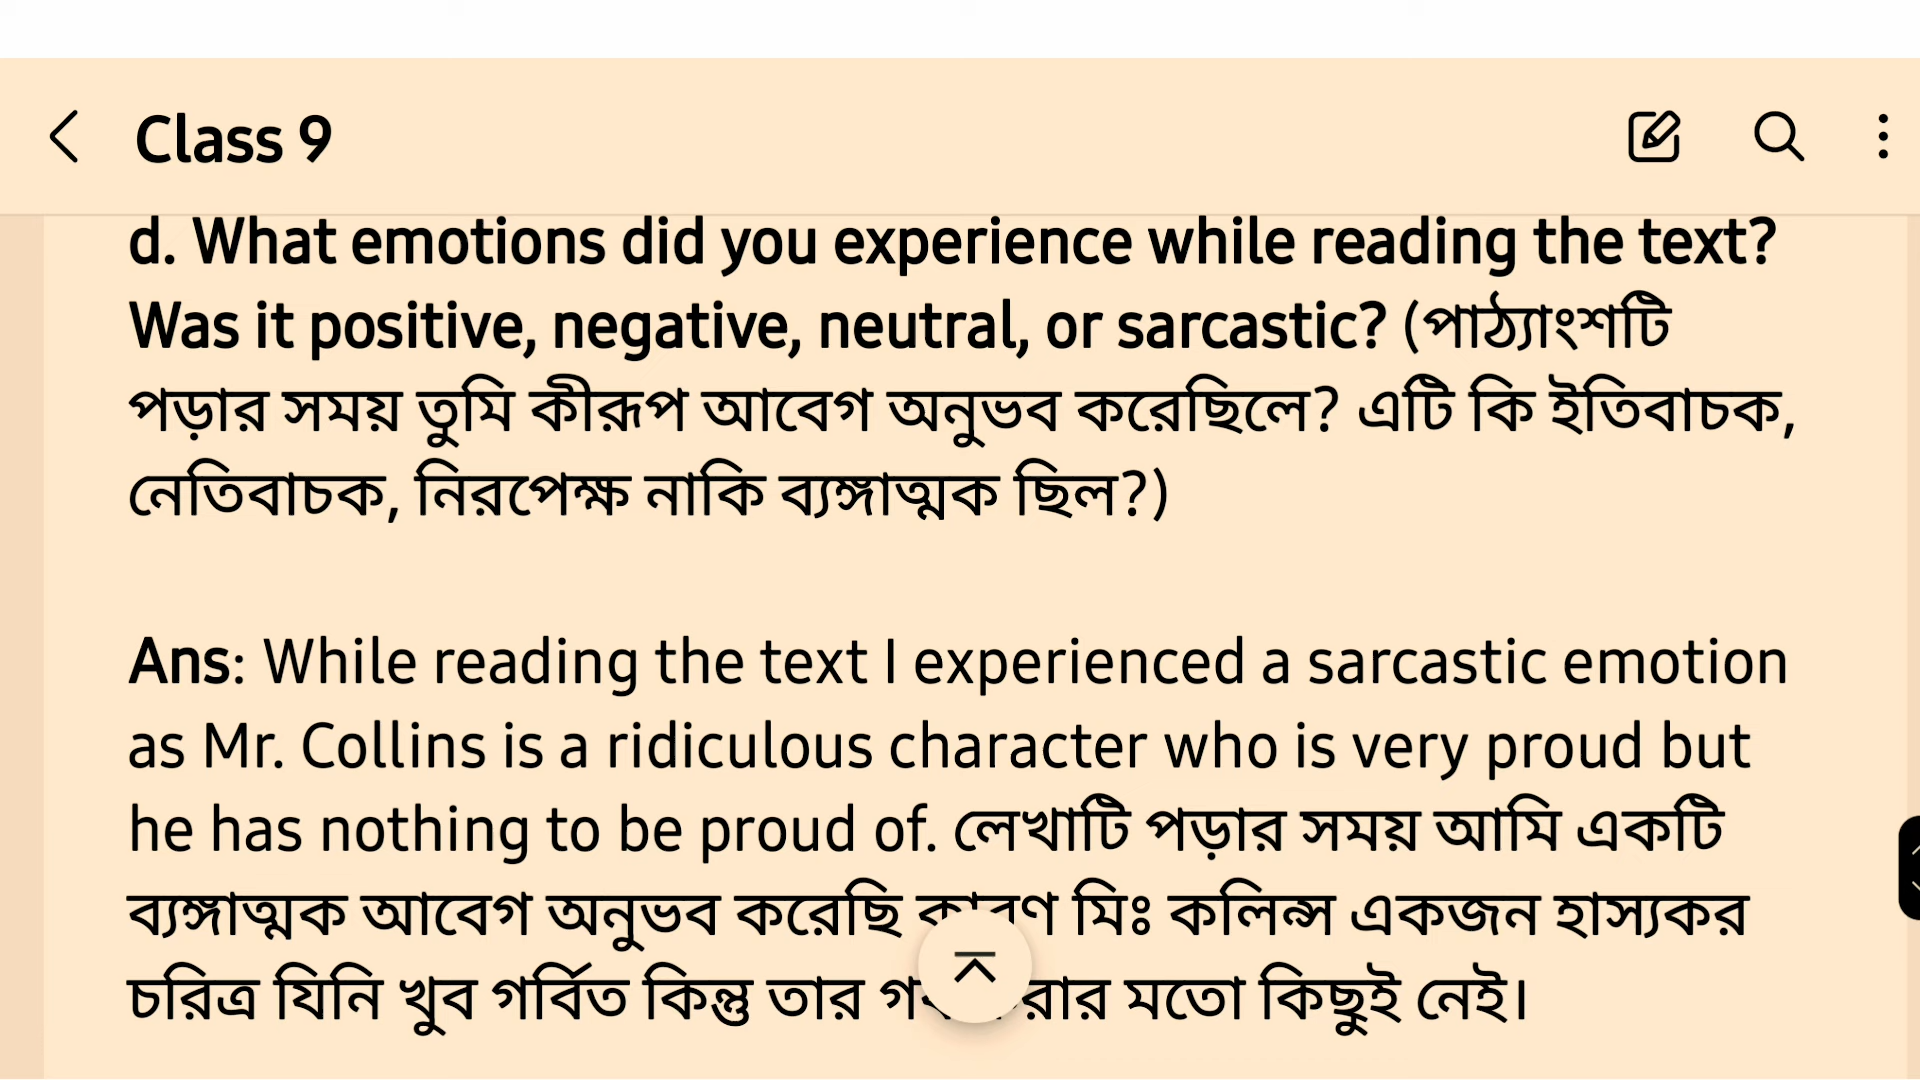 Class 9
d. What emotions did you experience while reading the text?
Was it positive, negative, neutral, or sarcastic? (পাঠ্যাংশটি
পড়ার সময় তুমি কীরূপ আবেগ অনুভব করেছিলে? এটি কি ইতিবাচক,
নেতিবাচক, নিরপেক্ষ নাকি ব্যঙ্গাত্মক ছিল?)
Ans: While reading the text I experienced a sarcastic emotion
as Mr. Collins is a ridiculous character who is very proud but
he has nothing to be proud of. লেখাটি পড়ার সময় আমি একটি
ব্যঙ্গাত্মক আবেগ অনুভব করেছি কারণ মিঃ কলিন্স একজন হাস্যকর
চরিত্র যিনি খুব গর্বিত কিন্তু তার মতো কিছুই নেই।